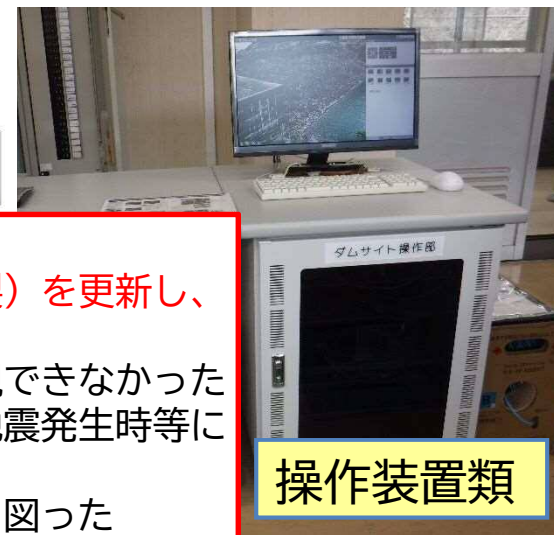 ダムサイト操作部
）を更新し、
できなかった
震発生時等に
図った
操作装置類